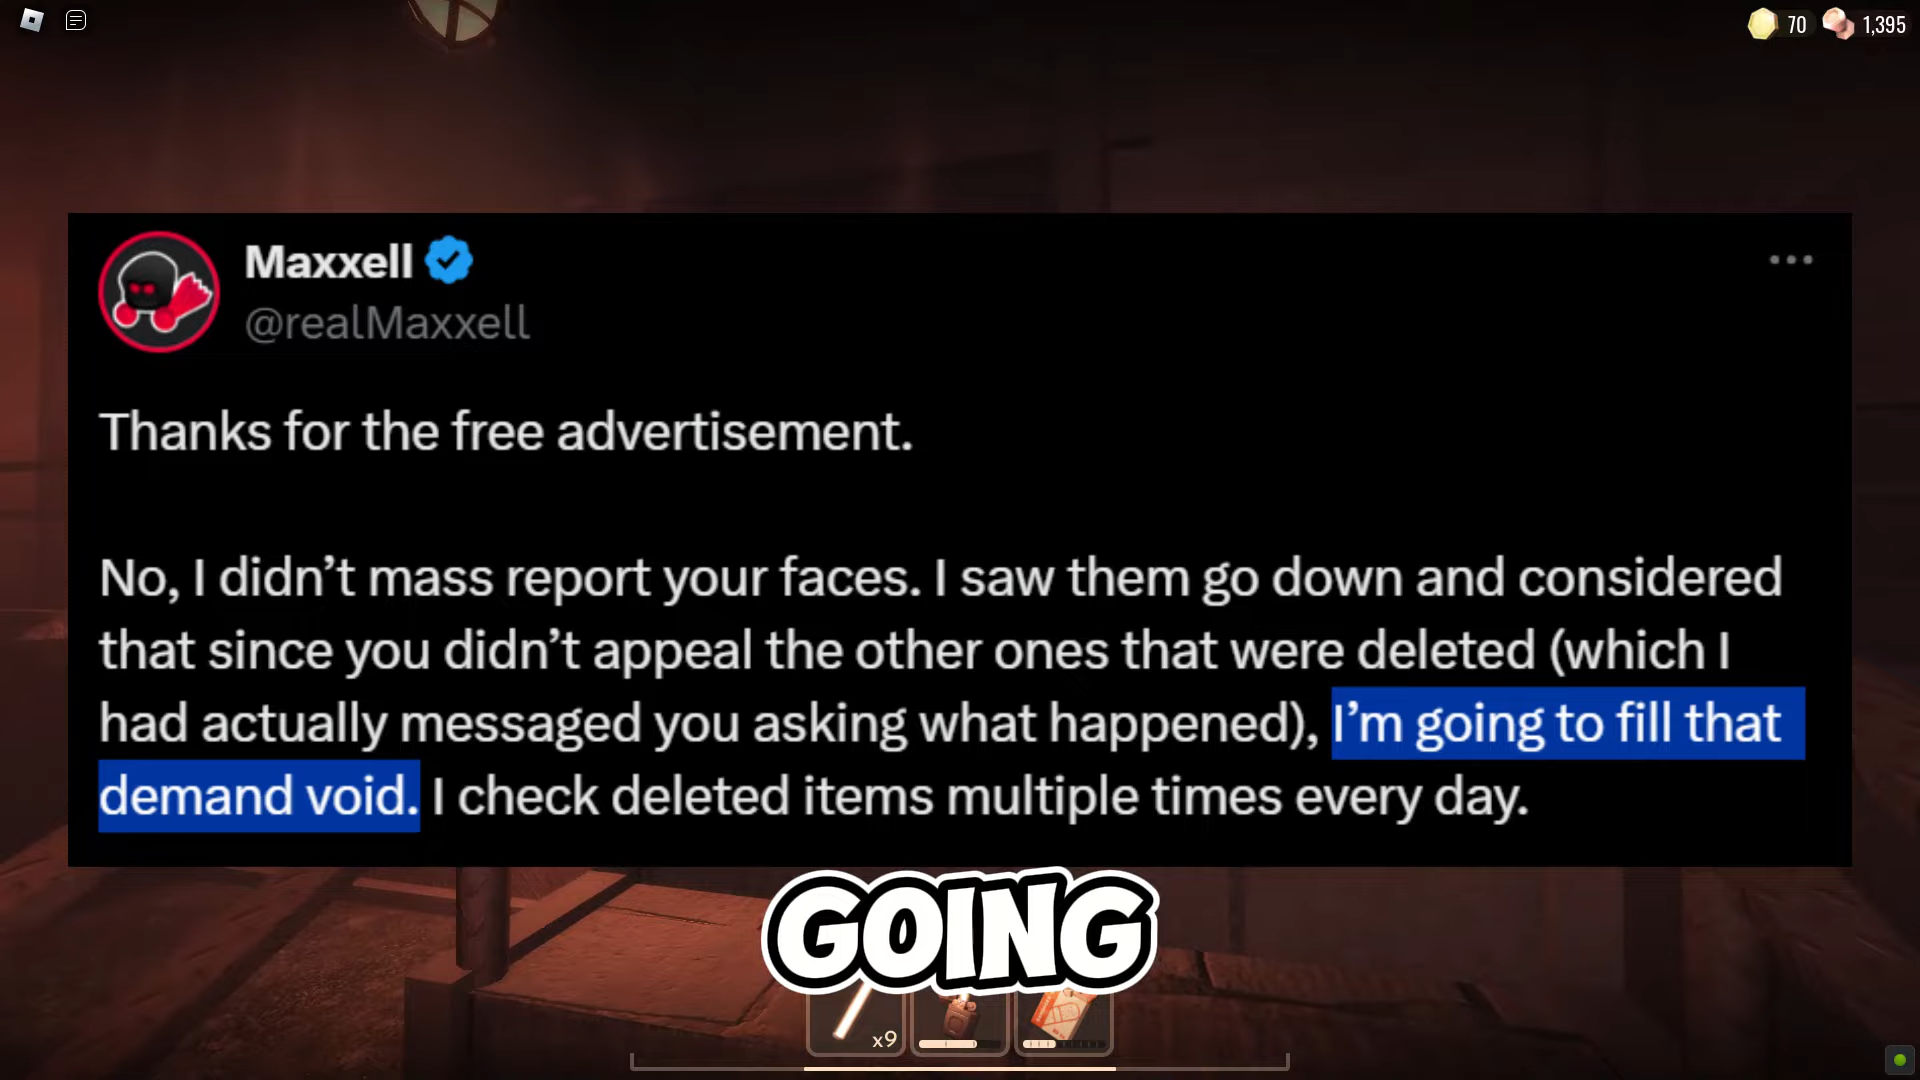 70
1,395
Maxxell
@realMaxxell
Thanks for the free advertisement.
No, I didn’t mass report your faces. I saw them go down and considered
that since you didn’t appeal the other ones that were deleted (which I
had actually messaged you asking what happened), I’m going to fill that
demand void. I check deleted items multiple times every day.
GOING
x9